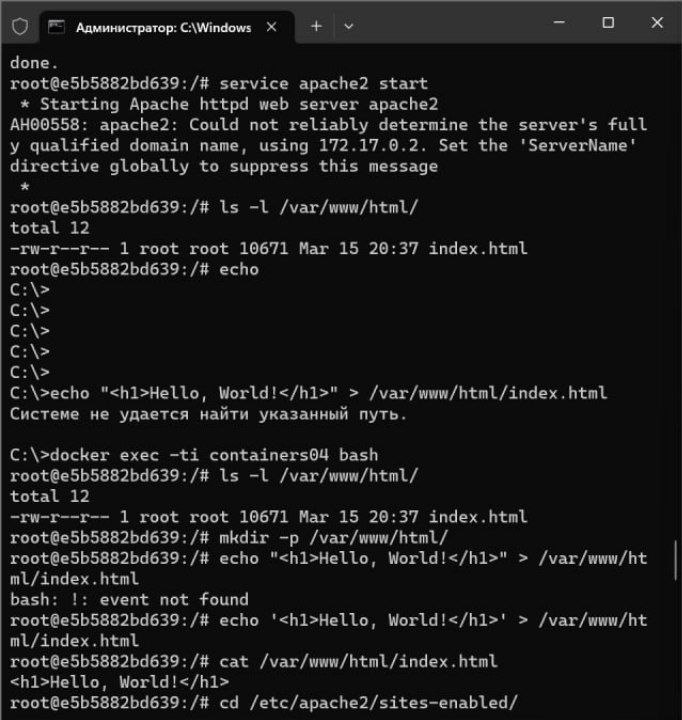 Администратор: C:\Windows
done.
root@e5b5882bd639:/# service apache2 start
 * Starting Apache httpd web server apache2
AH00558: apache2: Could not reliably determine the server's full
y qualified domain name, using 172.17.0.2. Set the 'ServerName'
directive globally to suppress this message
 *
root@e5b5882bd639:/# ls -l /var/www/html/
total 12
-rw-r--r-- 1 root root 10671 Mar 15 20:37 index.html
root@e5b5882bd639:/# echo
C:\>
C:\>
C:\>
C:\>
C:\>
C:\>echo "<h1>Hello, World!</h1>" > /var/www/html/index.html
Системе не удается найти указанный путь.
C:\>docker exec -ti containers04 bash
root@e5b5882bd639:/# ls -l /var/www/html/
total 12
-rw-r--r-- 1 root root 10671 Mar 15 20:37 index.html
root@e5b5882bd639:/# mkdir -p /var/www/html/
root@e5b5882bd639:/# echo "<h1>Hello, World!</h1>" > /var/www/ht
ml/index.html
bash: !: event not found
root@e5b5882bd639:/# echo '<h1>Hello, World!</h1>' > /var/www/ht
ml/index.html
root@e5b5882bd639:/# cat /var/www/html/index.html
<h1>Hello, World!</h1>
root@e5b5882bd639:/# cd /etc/apache2/sites-enabled/